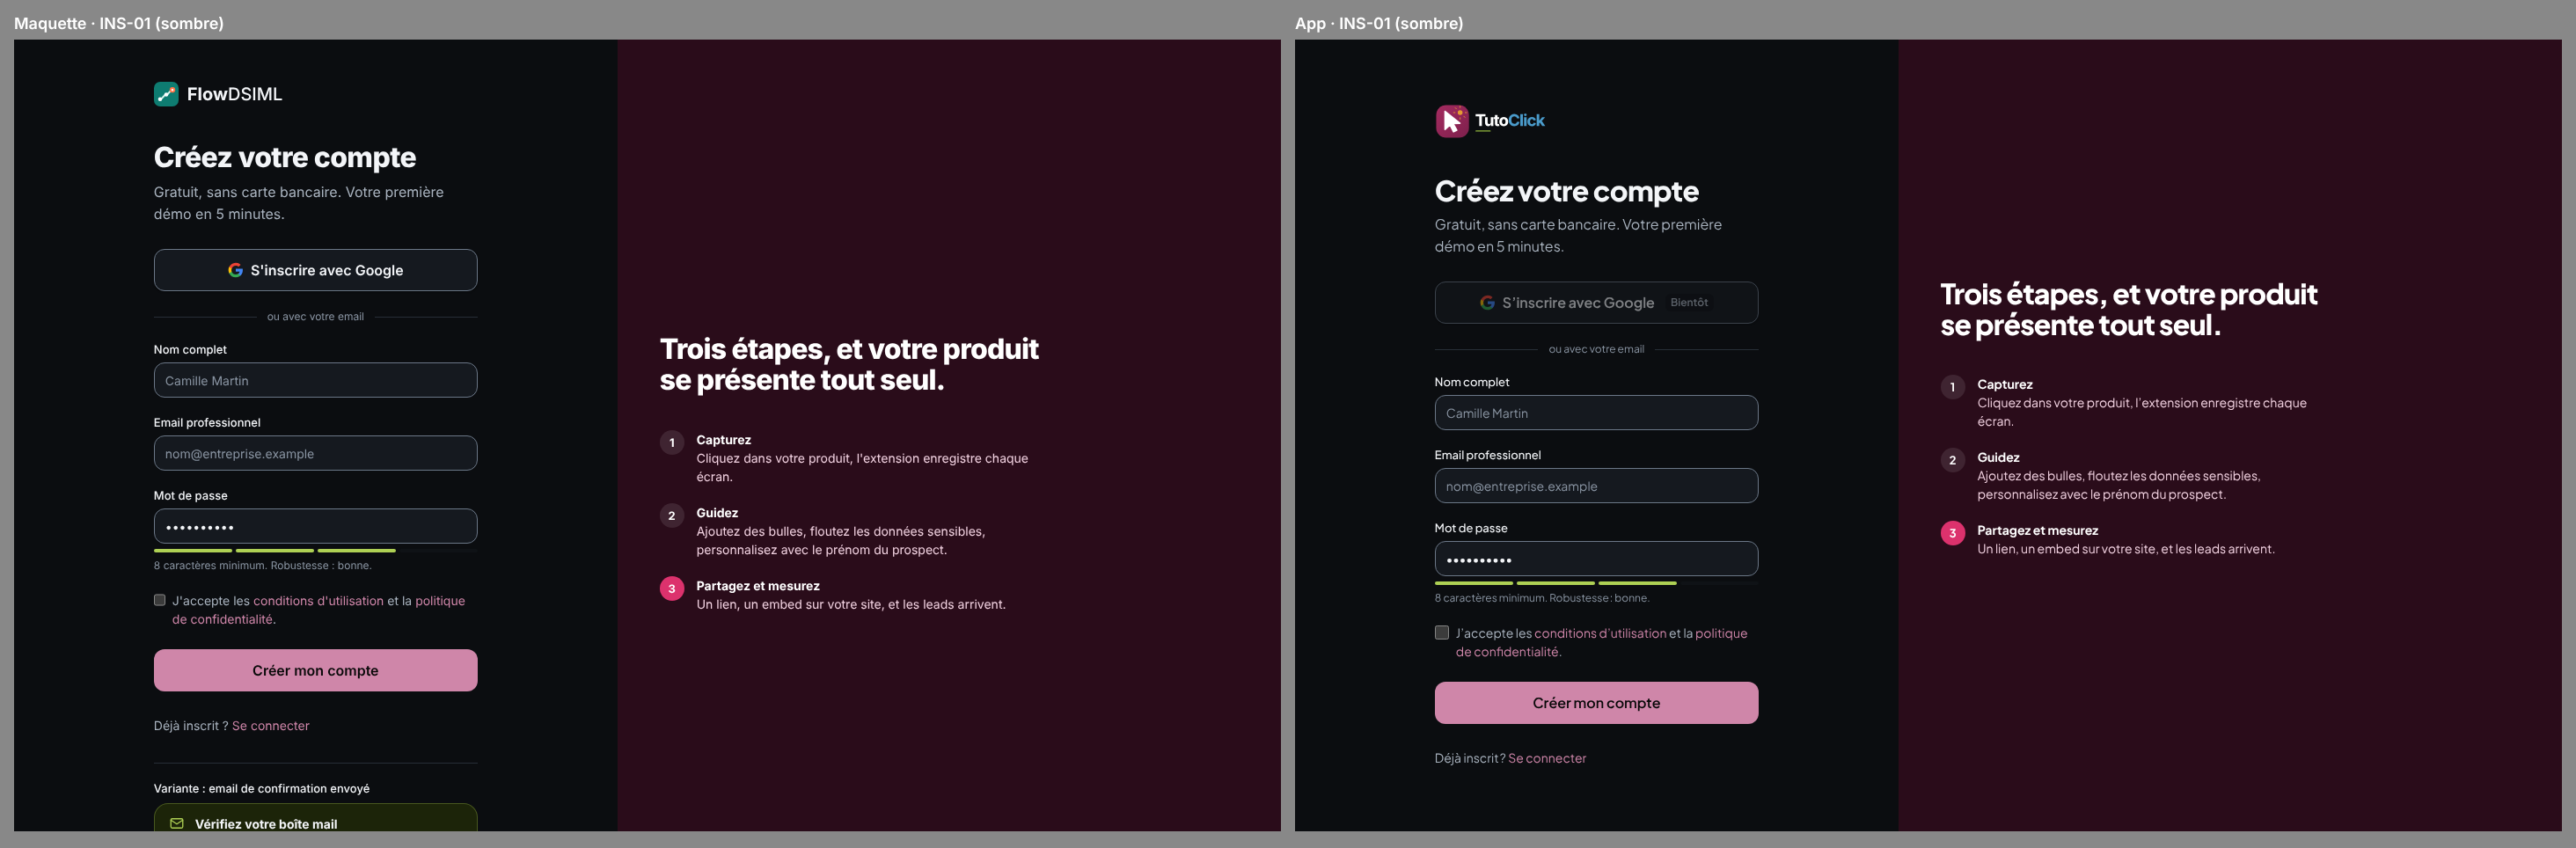 Maquette · INS-01 (sombre)
FlowDSIML
Créez votre compte
Gratuit, sans carte bancaire. Votre première
démo en 5 minutes.
S'inscrire avec Google
ou avec votre email
Nom complet
Camille Martin
Email professionnel
nom@entreprise.example
Mot de passe
••••••••••
8 caractères minimum. Robustesse : bonne.
J'accepte les conditions d'utilisation et la politique
de confidentialité.
Créer mon compte
Déjà inscrit ? Se connecter
Variante : email de confirmation envoyé
Vérifiez votre boîte mail
Trois étapes, et votre produit
se présente tout seul.
1
Capturez
Cliquez dans votre produit, l'extension enregistre chaque
écran.
2
Guidez
Ajoutez des bulles, floutez les données sensibles,
personnalisez avec le prénom du prospect.
3
Partagez et mesurez
Un lien, un embed sur votre site, et les leads arrivent.
App · INS-01 (sombre)
TutoClick
Créez votre compte
Gratuit, sans carte bancaire. Votre première
démo en 5 minutes.
S’inscrire avec Google Bientôt
ou avec votre email
Nom complet
Camille Martin
Email professionnel
nom@entreprise.example
Mot de passe
••••••••••
8 caractères minimum. Robustesse : bonne.
J’accepte les conditions d’utilisation et la politique
de confidentialité.
Créer mon compte
Déjà inscrit ? Se connecter
Trois étapes, et votre produit
se présente tout seul.
1
Capturez
Cliquez dans votre produit, l’extension enregistre chaque
écran.
2
Guidez
Ajoutez des bulles, floutez les données sensibles,
personnalisez avec le prénom du prospect.
3
Partagez et mesurez
Un lien, un embed sur votre site, et les leads arrivent.